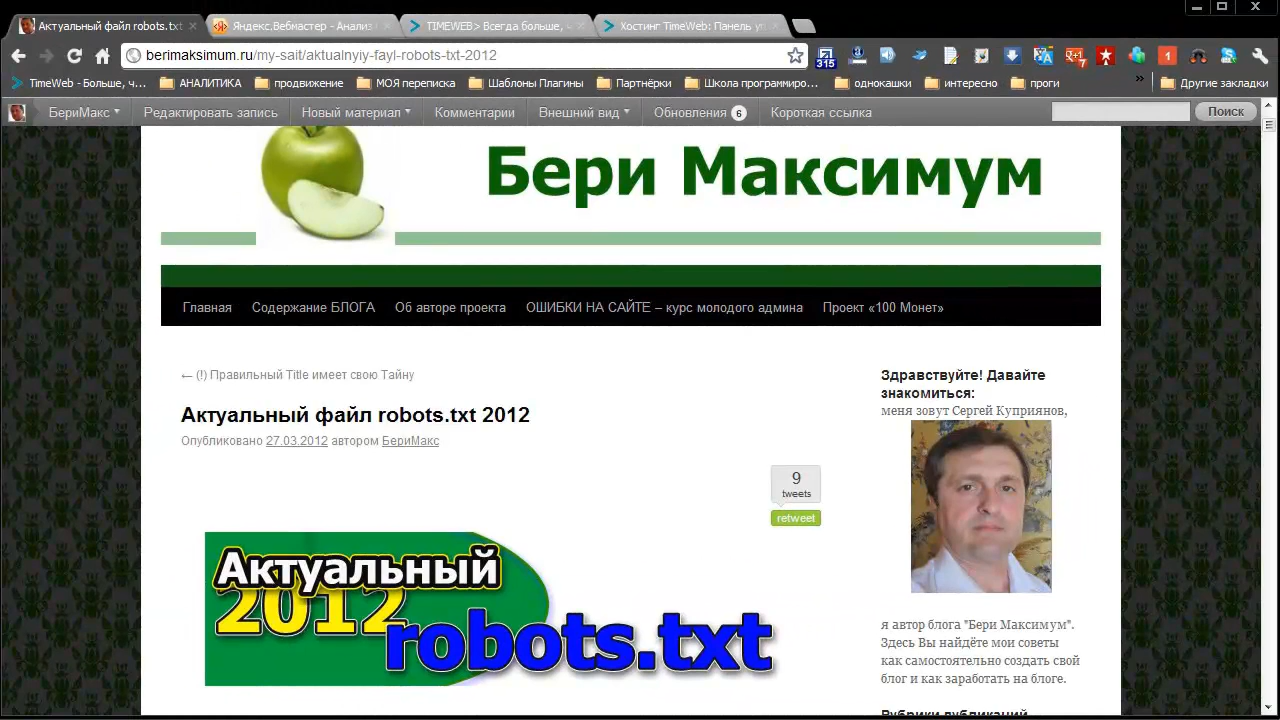 Актуальный файл robots.txt
Яндекс.Вебмастер - Анализ
TIMEWEB> Всегда больше,
Хостинг TimeWeb: Панель
berimaksimum.ru/my-sait/aktualnyiy-fayl-robots-txt-2012
315
7
1
TimeWeb - Больше, ч...
АНАЛИТИКА
продвижение
МОЯ переписка
Шаблоны Плагины
Партнёрки
Школа программиро...
однокашки
интересно
проги
»
Другие закладки
БериМакс
Редактировать запись
Новый материал
Комментарии
Внешний вид
Обновления 6
Короткая ссылка
Поиск
Бери Максимум
Главная
Содержание БЛОГА
Об авторе проекта
ОШИБКИ НА САЙТЕ – курс молодого админа
Проект «100 Монет»
← (!) Правильный Title имеет свою Тайну
Актуальный файл robots.txt 2012
Опубликовано 27.03.2012 автором БериМакс
9
tweets
retweet
Актуальный
2012
robots.txt
Здравствуйте! Давайте
знакомиться:
меня зовут Сергей Куприянов,
я автор блога "Бери Максимум".
Здесь Вы найдёте мои советы
как самостоятельно создать свой
блог и как заработать на блоге.
Рубрики публикаций